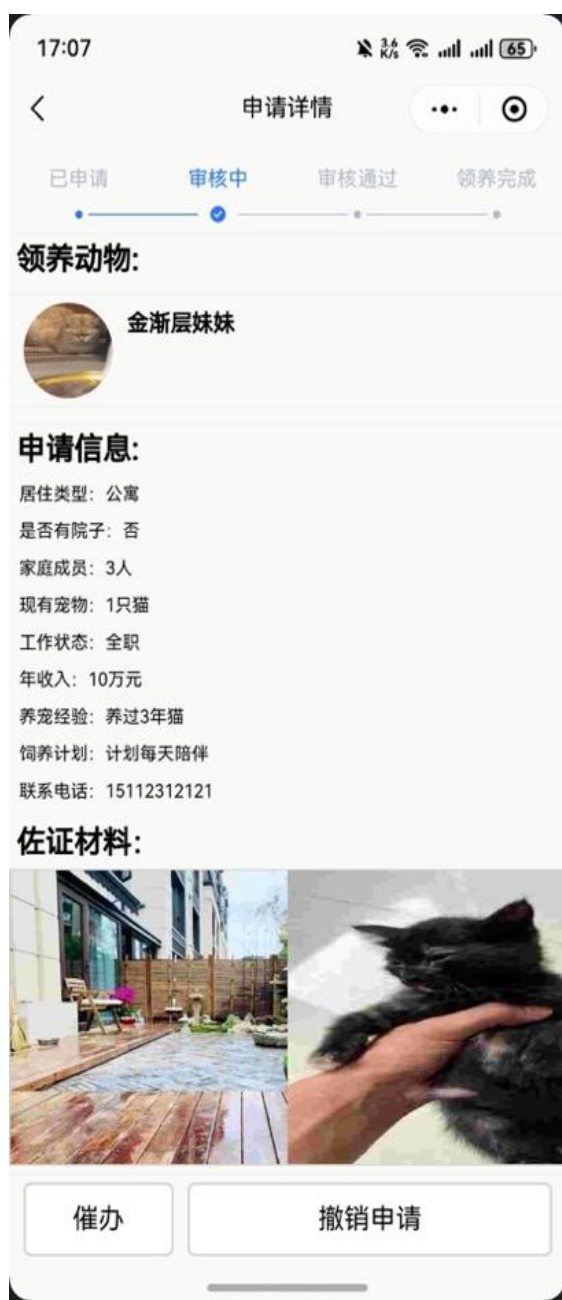 17:07
3.6 K/s
65
申请详情
已申请 审核中 审核通过 领养完成
领养动物:
金渐层妹妹
申请信息:
居住类型: 公寓
是否有院子: 否
家庭成员: 3人
现有宠物: 1只猫
工作状态: 全职
年收入: 10万元
养宠经验: 养过3年猫
饲养计划: 计划每天陪伴
联系电话: 15112312121
佐证材料:
催办 撤销申请